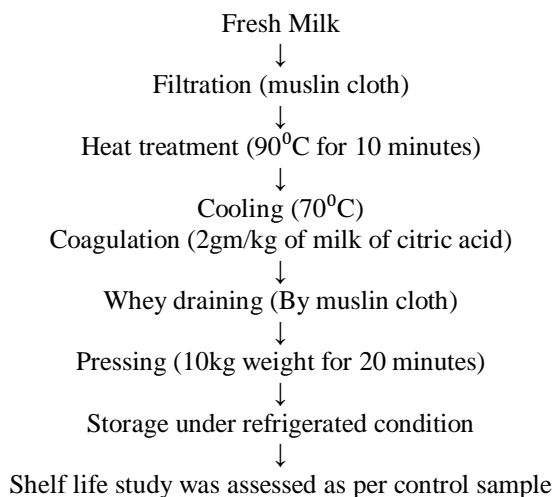 Fresh Milk
↓
Filtration (muslin cloth)
↓
Heat treatment (90⁰C for 10 minutes)
↓
Cooling (70⁰C)
Coagulation (2gm/kg of milk of citric acid)
↓
Whey draining (By muslin cloth)
↓
Pressing (10kg weight for 20 minutes)
↓
Storage under refrigerated condition
↓
Shelf life study was assessed as per control sample